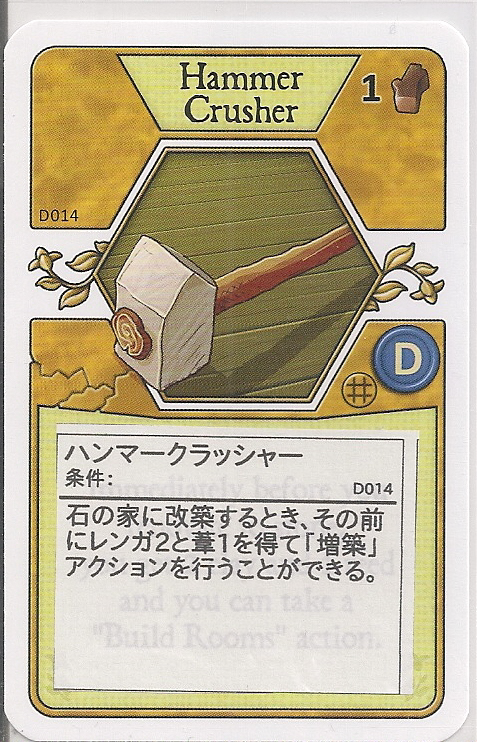 Hammer
Crusher
1
D014
D
ハンマークラッシャー
条件:
D014
石の家に改築するとき、その前
にレンガ2と葦1を得て「増築」
アクションを行うことができる。
immediately before y
ed
and you can take a
"Build Rooms" action.